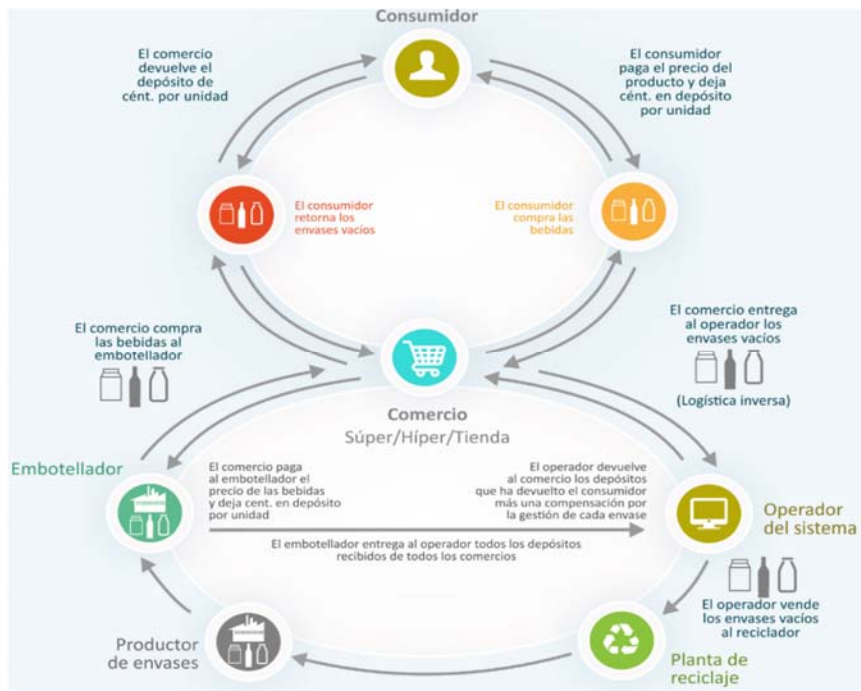 Consumidor
El comercio
devuelve el
depósito de
cént. por unidad
El consumidor
paga el precio del
producto y deja
cént. en depósito
por unidad
El consumidor
retorna los
envases vacíos
El consumidor
compra las
bebidas
El comercio compra
las bebidas al
embotellador
El comercio entrega
al operador los
envases vacíos
(Logística inversa)
Comercio
Súper/Híper/Tienda
Embotellador
El comercio paga
al embotellador el
precio de las bebidas
y deja cent. en depósito
por unidad
El operador devuelve
al comercio los depósitos
que ha devuelto el consumidor
más una compensación por
la gestión de cada envase
Operador
del sistema
El embotellador entrega al operador todos los depósitos
recibidos de todos los comercios
El operador vende
los envases vacíos
al reciclador
Productor
de envases
Planta de
reciclaje